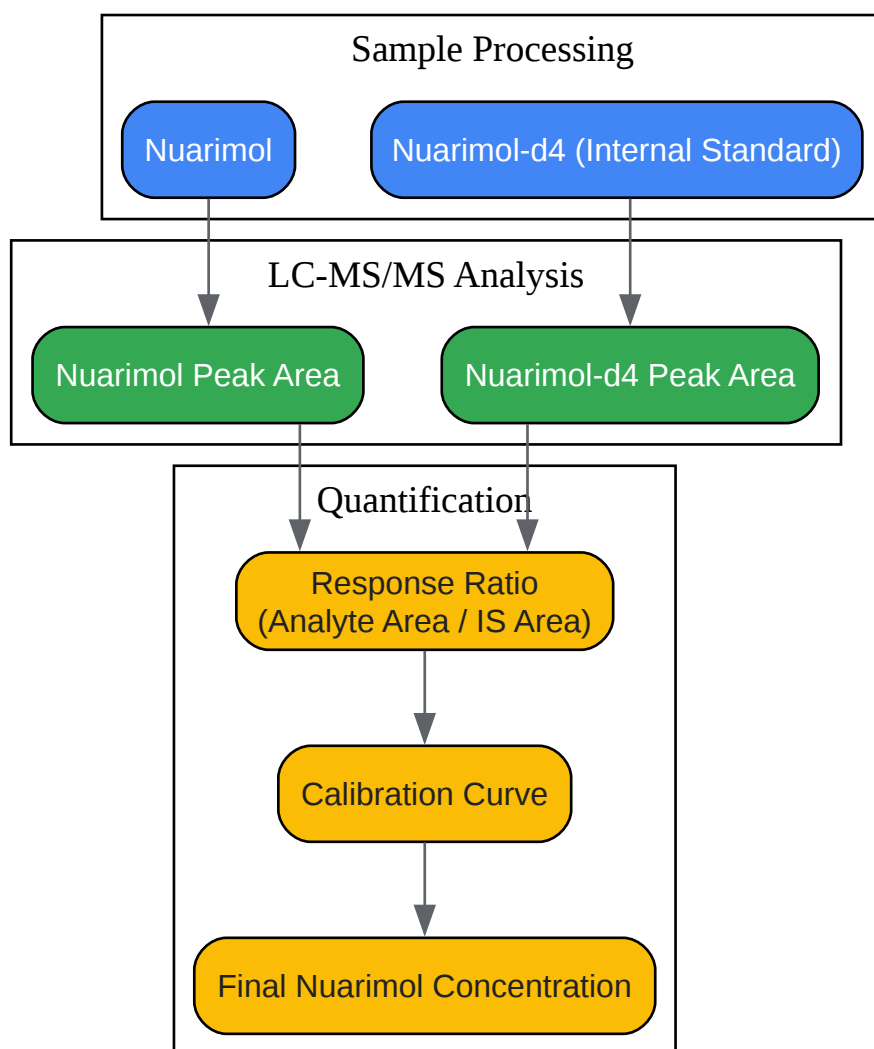 Sample Processing
Nuarimol
Nuarimol-d4 (Internal Standard)
LC-MS/MS Analysis
Nuarimol Peak Area
Nuarimol-d4 Peak Area
Quantification
Response Ratio
(Analyte Area / IS Area)
Calibration Curve
Final Nuarimol Concentration